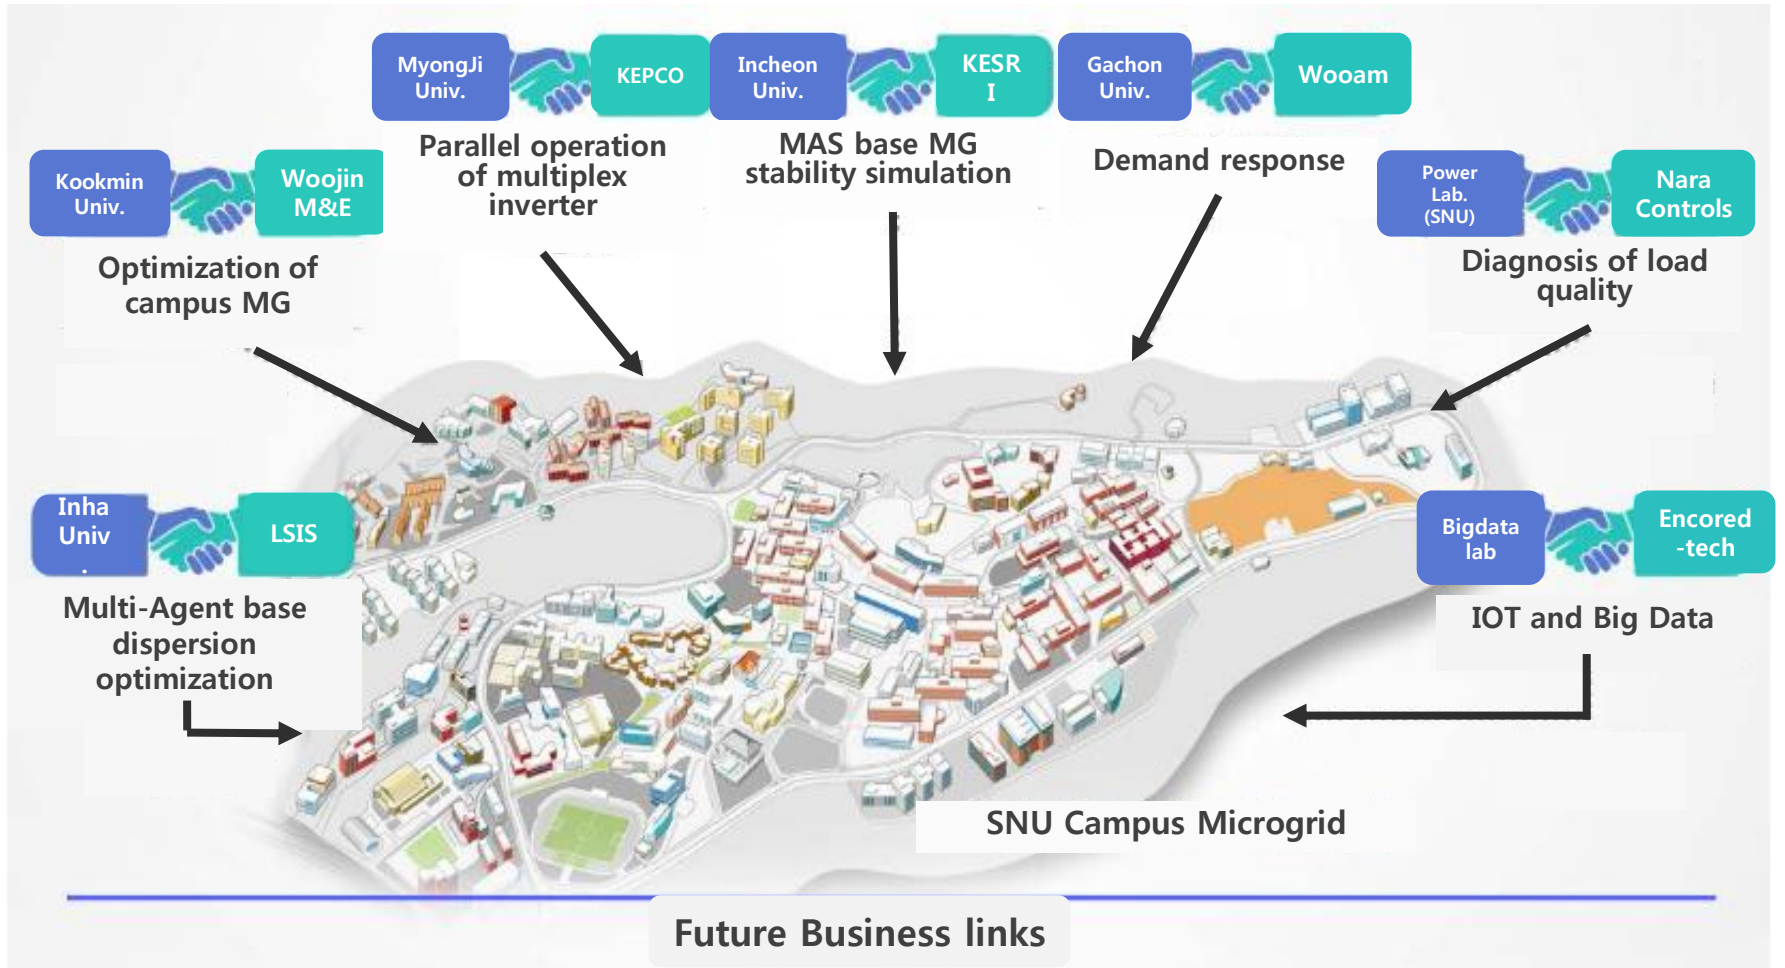 MyongJi
Univ.
KEPCO
Incheon
Univ.
KESR
I
Gachon
Univ.
Wooam
Parallel operation
of multiplex
inverter
MAS base MG
stability simulation
Demand response
Kookmin
Univ.
Woojin
M&E
Optimization of
campus MG
Power
Lab.
(SNU)
Nara
Controls
Diagnosis of load
quality
Inha
Univ
.
LSIS
Multi-Agent base
dispersion
optimization
Bigdata
lab
Encored
-tech
IOT and Big Data
SNU Campus Microgrid
Future Business links